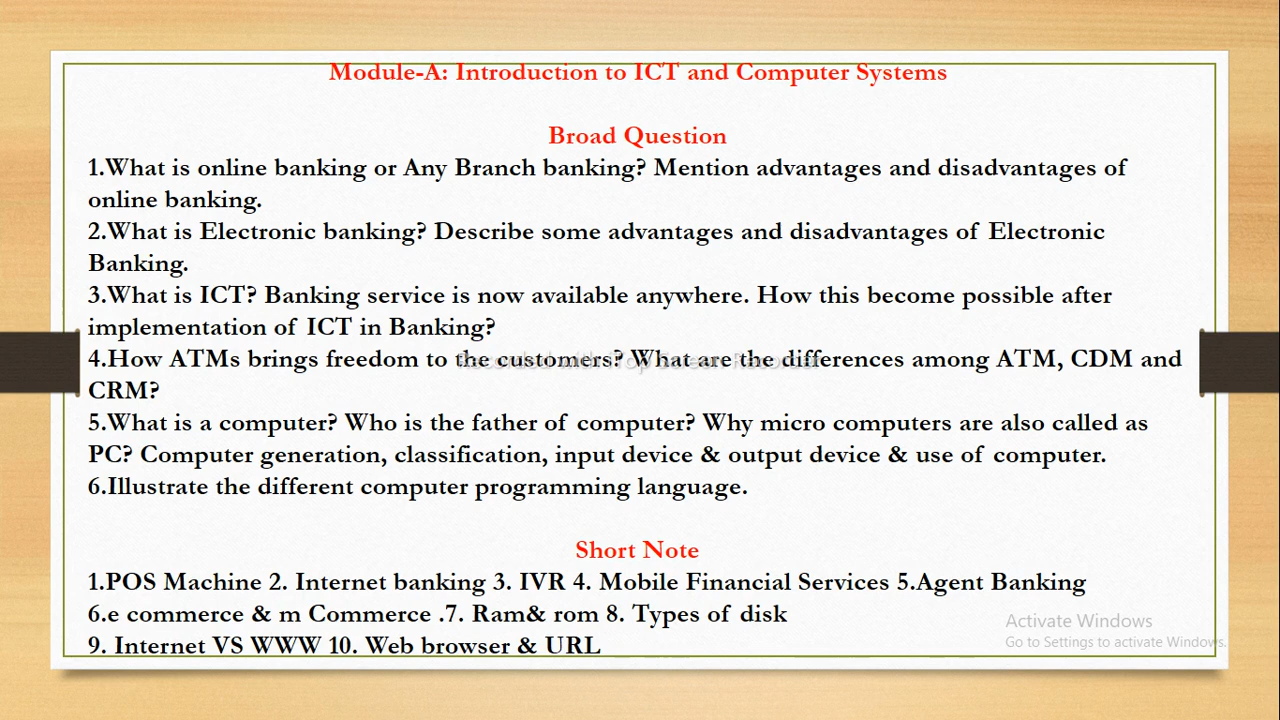 Module-A: Introduction to ICT and Computer Systems
Broad Question
1.What is online banking or Any Branch banking? Mention advantages and disadvantages of
online banking.
2.What is Electronic banking? Describe some advantages and disadvantages of Electronic
Banking.
3.What is ICT? Banking service is now available anywhere. How this become possible after
implementation of ICT in Banking?
4.How ATMs brings freedom to the customers? What are the differences among ATM, CDM and
Recorded with iTop Screen Recorder
CRM?
5.What is a computer? Who is the father of computer? Why micro computers are also called as
PC? Computer generation, classification, input device & output device & use of computer.
6.Illustrate the different computer programming language.
Short Note
1.POS Machine 2. Internet banking 3. IVR 4. Mobile Financial Services 5.Agent Banking
6.e commerce & m Commerce .7. Ram& rom 8. Types of disk
9. Internet VS WWW 10. Web browser & URL
Activate Windows
Go to Settings to activate Windows.